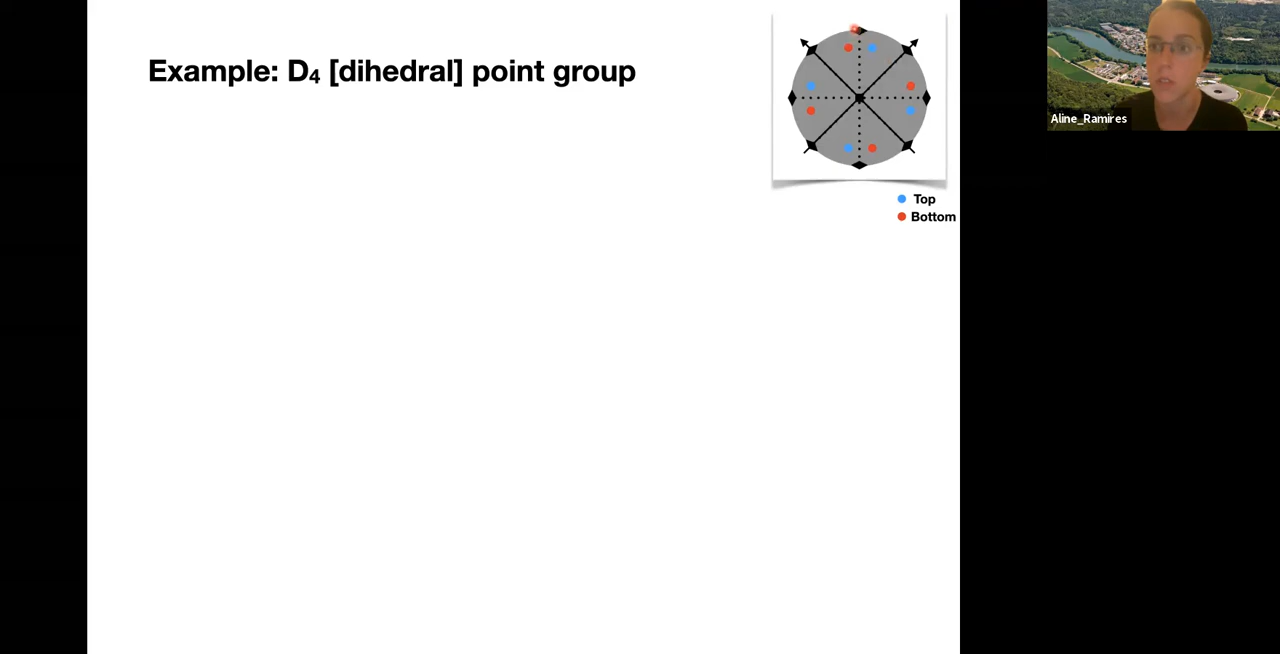 Example: D₄ [dihedral] point group
Top
Bottom
Aline_Ramires